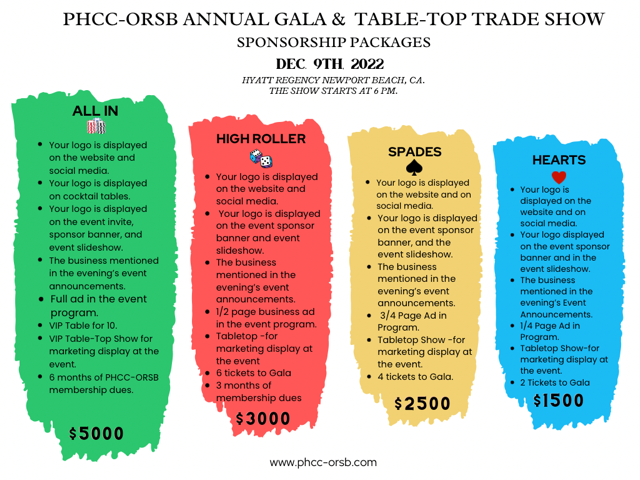 PHCC-ORSB ANNUAL GALA & TABLE-TOP TRADE SHOW
SPONSORSHIP PACKAGES
DEC. 9TH, 2022
HYATT REGENCY NEWPORT BEACH, CA.
THE SHOW STARTS AT 6 PM.
ALL IN
• Your logo is displayed
on the website and
social media.
• Your logo is displayed
on cocktail tables.
• Your logo is displayed
on the event invite,
sponsor banner, and
event slideshow.
• The business mentioned
in the evening's event
announcements.
• Full ad in the event
program.
• VIP Table for 10.
• VIP Table-Top Show for
marketing display at the
event.
• 6 months of PHCC-ORSB
membership dues.
$5000
HIGH ROLLER
• Your logo is displayed
on the website and
social media.
• Your logo is displayed
on the event sponsor
banner and event
slideshow.
• The business
mentioned in the
evening's event
announcements.
• 1/2 page business ad
in the event program.
• Tabletop -for
marketing display at
the event
• 6 tickets to Gala
• 3 months of
membership dues
$3000
SPADES
• Your logo is displayed
on the website and on
social media.
• Your logo is displayed
on the event sponsor
banner, and the
event slideshow.
• The business
mentioned in the
evening's event
announcements.
• 3/4 Page Ad in
Program.
• Tabletop Show -for
marketing display at
the event.
• 4 tickets to Gala.
$2500
HEARTS
• Your logo is
displayed on the
website and on
social media.
• Your logo displayed
on the event sponsor
banner and in the
event slideshow.
• The business
mentioned in the
evening's Event
Announcements.
• 1/4 Page Ad in
Program.
• Tabletop Show-for
marketing display at
the event.
• 2 Tickets to Gala
$1500
www.phcc-orsb.com